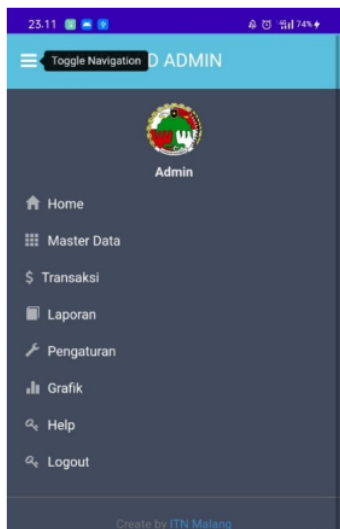 23.11 74%
Toggle Navigation D ADMIN
Admin
Home
Master Data
$ Transaksi
Laporan
Pengaturan
Grafik
Help
Logout
Create by ITN Malang